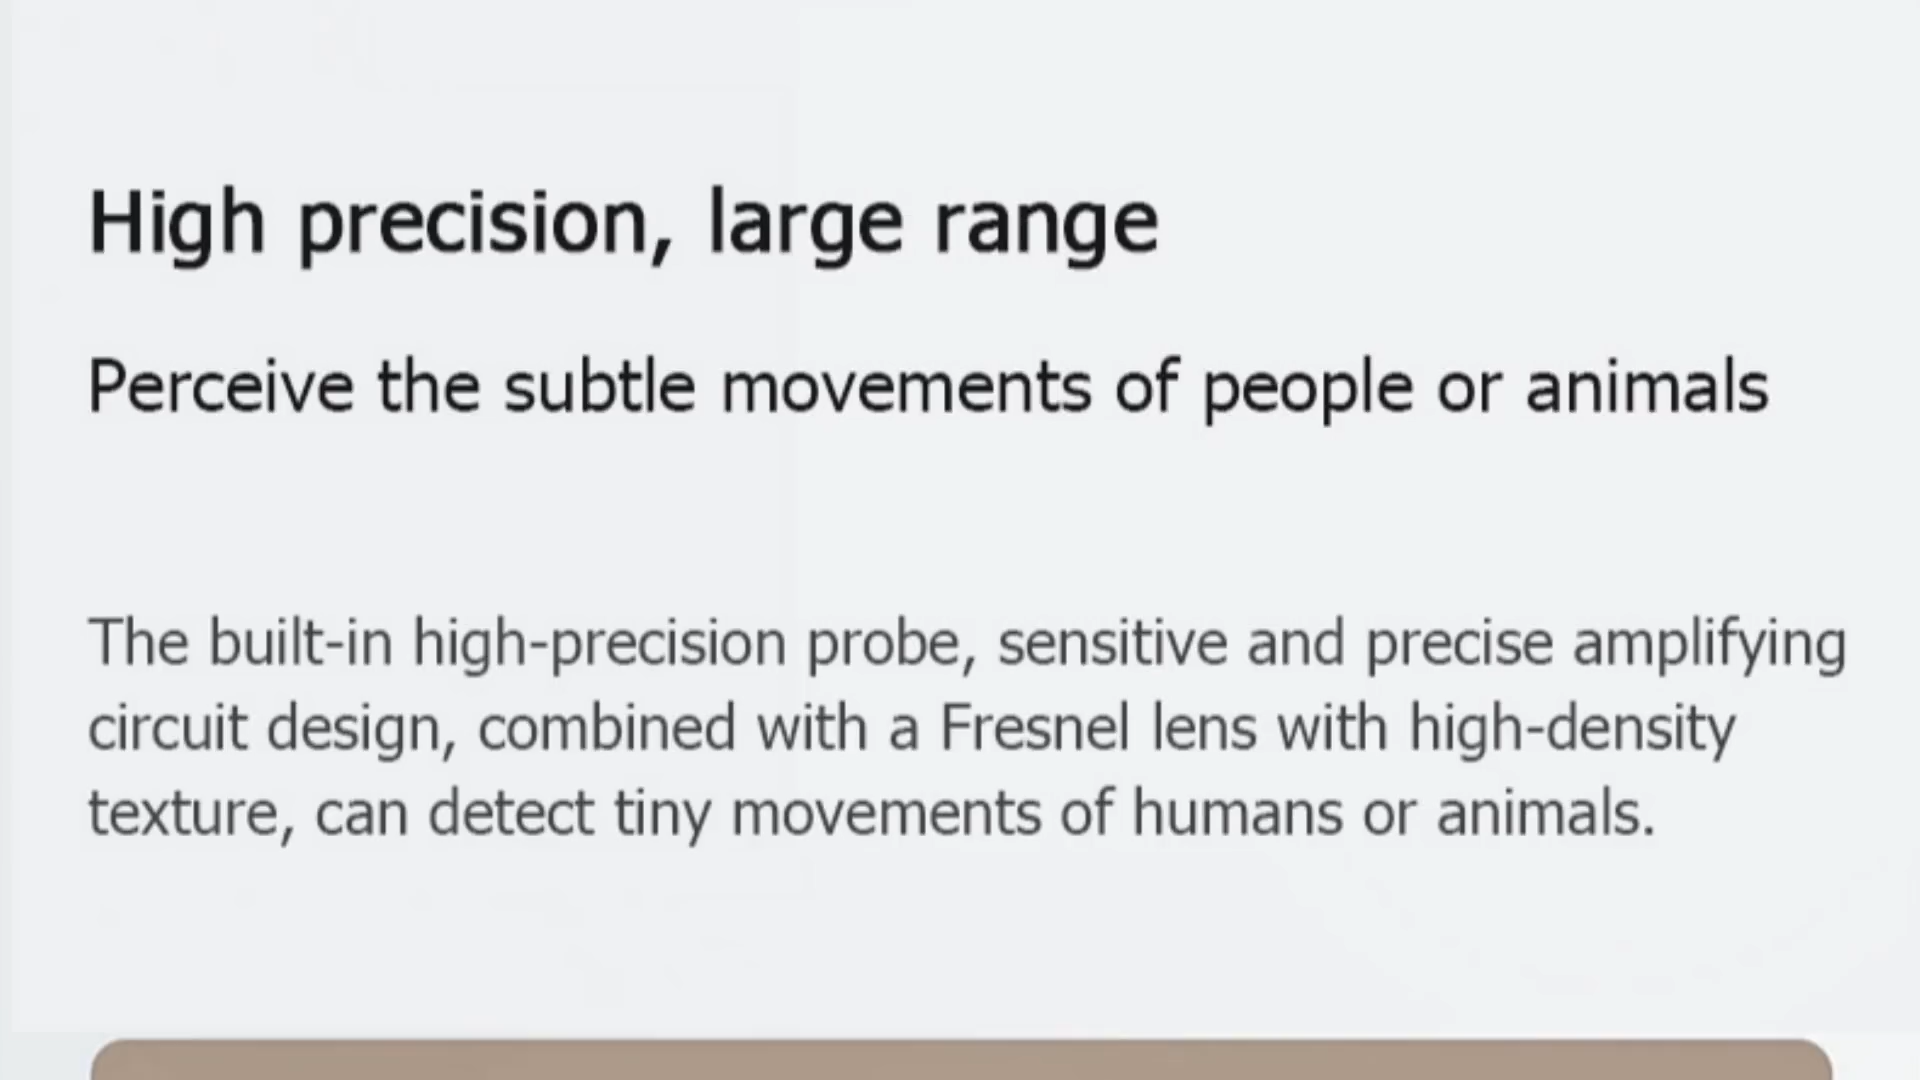 High precision, large range
Perceive the subtle movements of people or animals
The built-in high-precision probe, sensitive and precise amplifying
circuit design, combined with a Fresnel lens with high-density
texture, can detect tiny movements of humans or animals.